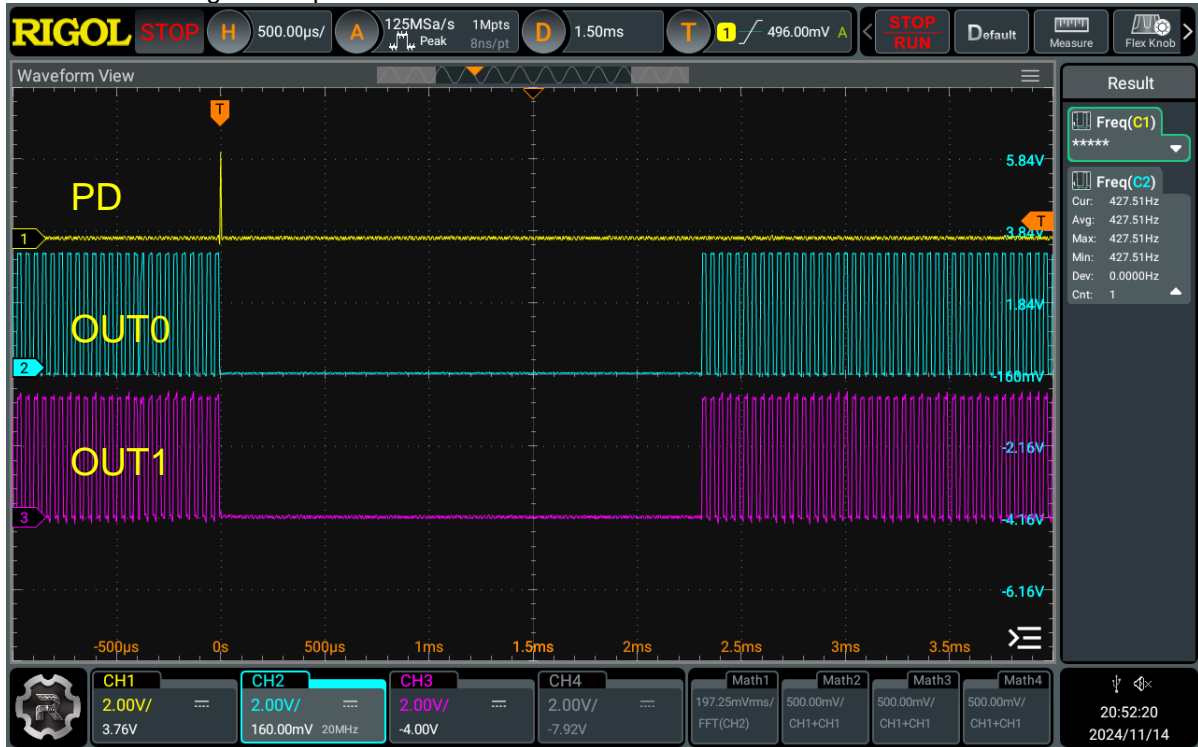 RIGOL STOP H 500.00µs/ A 125MSa/s 1Mpts D 1.50ms T 1 496.00mV A < STOP Default Measure Flex Knob >
Peak 8ns/pt RUN
Waveform View
Result
T
Freq(C1)
*****
5.84V
PD
Freq(C2)
Cur: 427.51Hz
Avg: 427.51Hz
Max: 427.51Hz
Min: 427.51Hz
Dev: 0.0000Hz
Cnt: 1
T
1
3.84V
1.84V
OUT0
2
-160mV
-2.16V
OUT1
3
-4.16V
-6.16V
-500µs 0s 500µs 1ms 1.5ms 2ms 2.5ms 3ms 3.5ms
CH1 CH2 CH3 CH4 Math1 Math2 Math3 Math4
2.00V/ 2.00V/ 2.00V/ 2.00V/ 197.25mVrms/ 500.00mV/ 500.00mV/ 500.00mV/
3.76V 160.00mV 20MHz -4.00V -7.92V FFT(CH2) CH1+CH1 CH1+CH1 CH1+CH1
20:52:20
2024/11/14